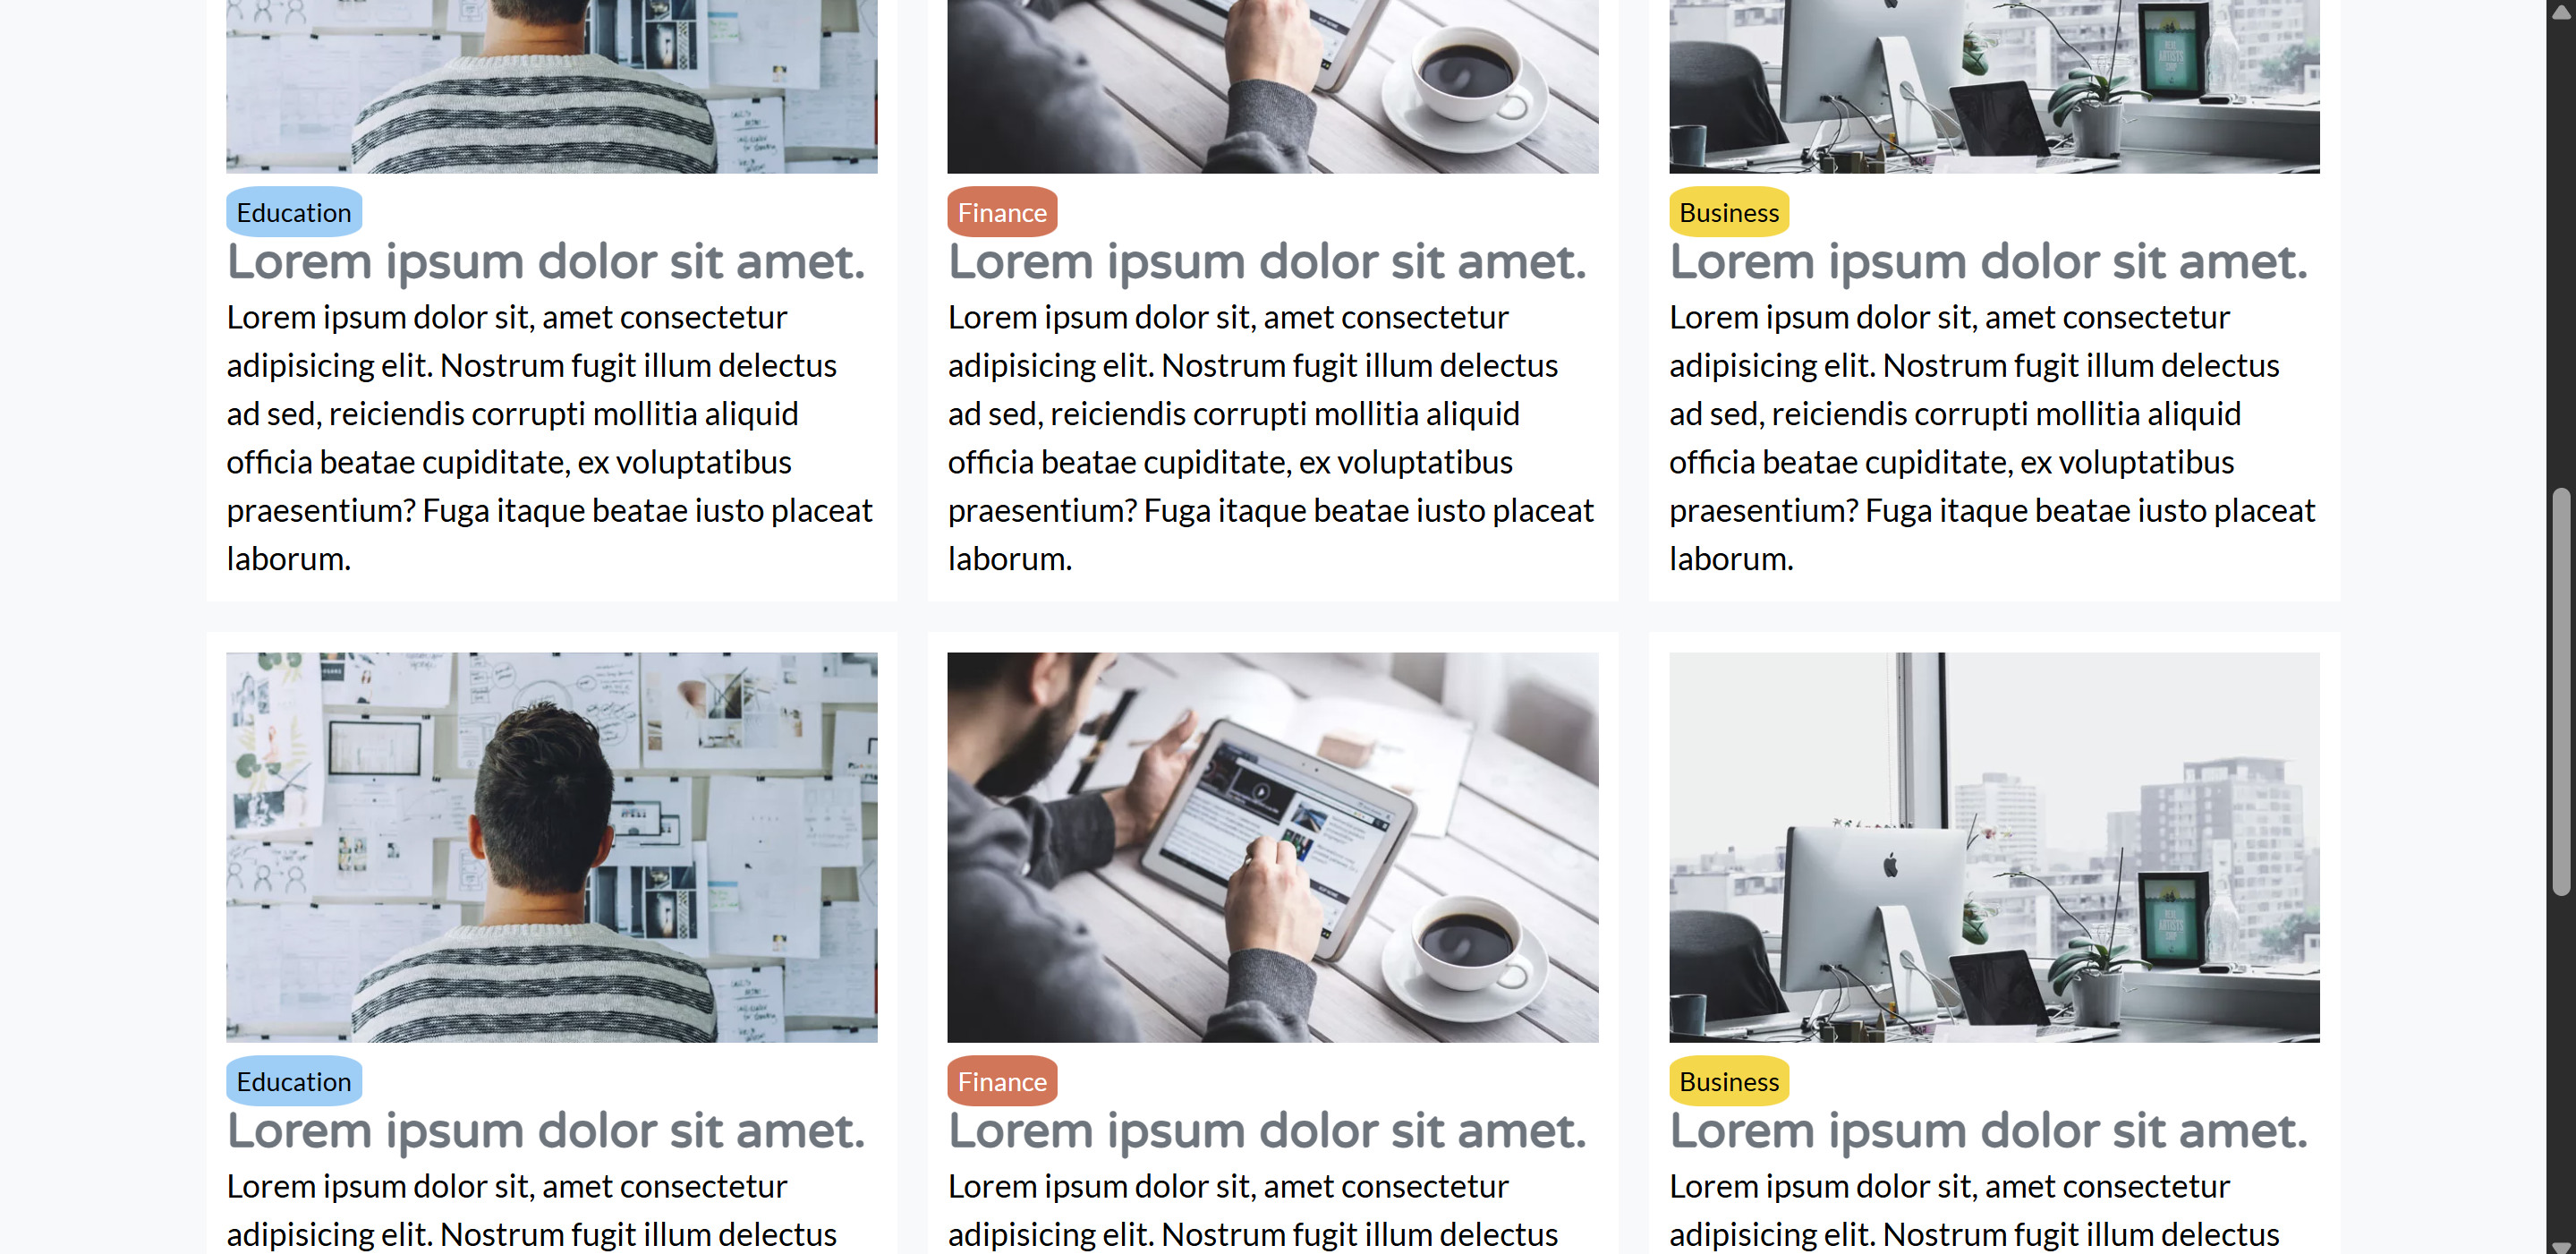 Education
Lorem ipsum dolor sit amet.
Lorem ipsum dolor sit, amet consectetur
adipisicing elit. Nostrum fugit illum delectus
ad sed, reiciendis corrupti mollitia aliquid
officia beatae cupiditate, ex voluptatibus
praesentium? Fuga itaque beatae iusto placeat
laborum.
Finance
Lorem ipsum dolor sit amet.
Lorem ipsum dolor sit, amet consectetur
adipisicing elit. Nostrum fugit illum delectus
ad sed, reiciendis corrupti mollitia aliquid
officia beatae cupiditate, ex voluptatibus
praesentium? Fuga itaque beatae iusto placeat
laborum.
REAL
ARTISTS
Business
Lorem ipsum dolor sit amet.
Lorem ipsum dolor sit, amet consectetur
adipisicing elit. Nostrum fugit illum delectus
ad sed, reiciendis corrupti mollitia aliquid
officia beatae cupiditate, ex voluptatibus
praesentium? Fuga itaque beatae iusto placeat
laborum.
Education
Lorem ipsum dolor sit amet.
Lorem ipsum dolor sit, amet consectetur
adipisicing elit. Nostrum fugit illum delectus
Finance
Lorem ipsum dolor sit amet.
Lorem ipsum dolor sit, amet consectetur
adipisicing elit. Nostrum fugit illum delectus
REAL
ARTISTS
Business
Lorem ipsum dolor sit amet.
Lorem ipsum dolor sit, amet consectetur
adipisicing elit. Nostrum fugit illum delectus